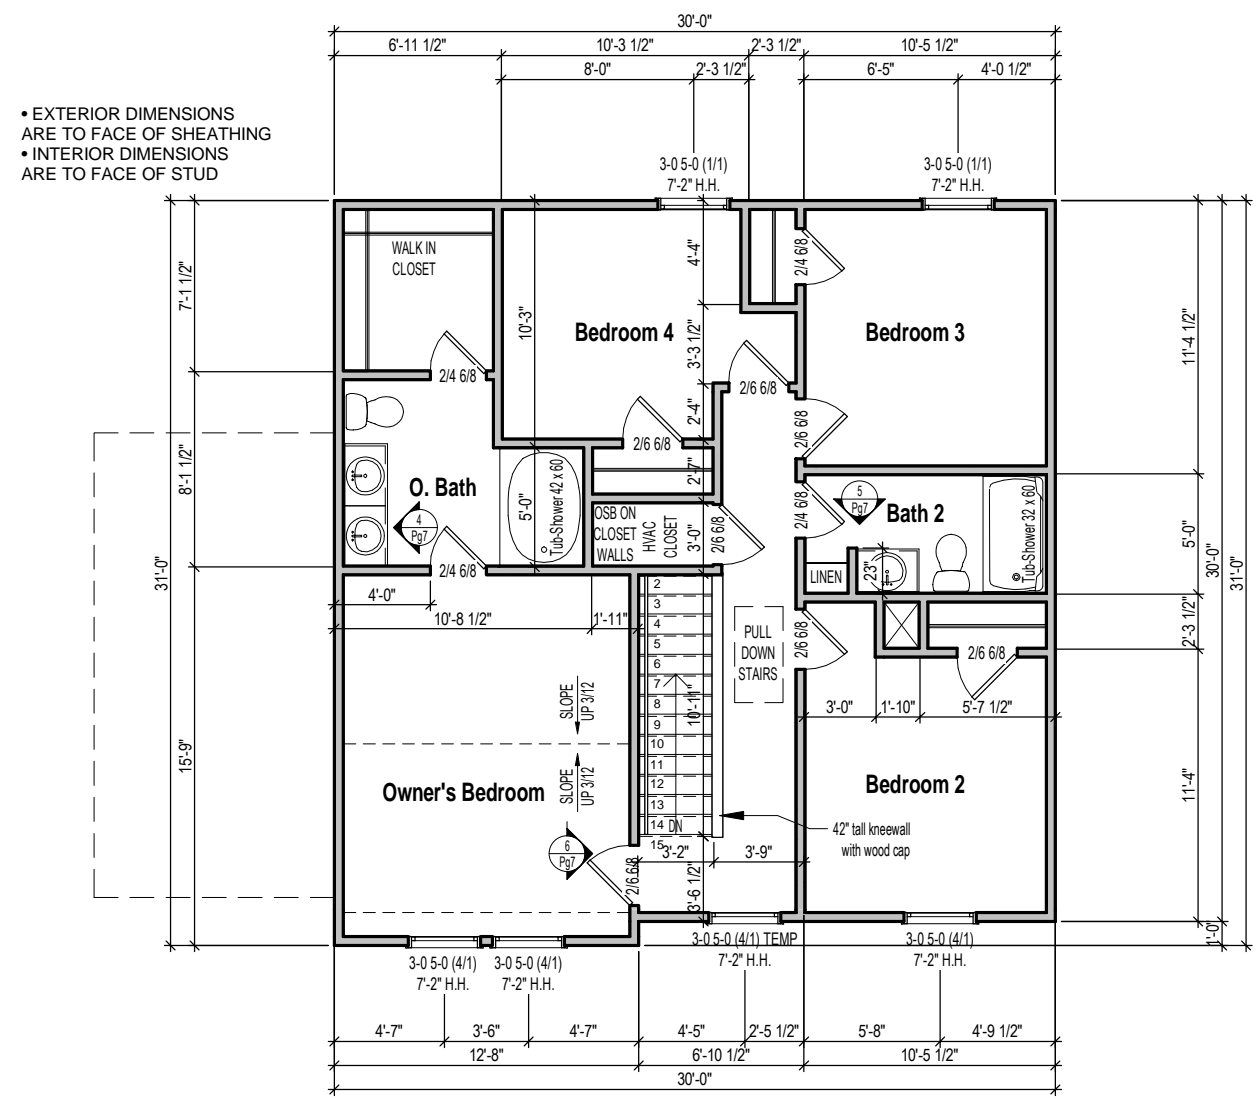 30'-0"
6'-11 1/2"
10'-3 1/2"
2'-3 1/2"
10'-5 1/2"
8'-0"
2'-3 1/2"
6'-5"
4'-0 1/2"
• EXTERIOR DIMENSIONS
ARE TO FACE OF SHEATHING
• INTERIOR DIMENSIONS
ARE TO FACE OF STUD
3-0 5-0 (1/1)
7'-2" H.H.
3-0 5-0 (1/1)
7'-2" H.H.
WALK IN
CLOSET
7'-1 1/2"
4'-4"
2/4 6/8
10'-3"
Bedroom 4
3'-3 1/2"
Bedroom 3
11'-4 1/2"
2/4 6/8
2/6 6/8
2'-4"
2/6 6/8
2/6 6/8
8'-1 1/2"
2'-7"
O. Bath
4
Pg7
5'-0"
Tub-Shower 42 x 60
OSB ON
CLOSET
WALLS
HVAC
CLOSET
3'-0"
2/6 6/8
2/4 6/8
5
Pg7
Bath 2
Tub-Shower 32 x 60
5'-0"
30'-0"
31'-0"
31'-0"
LINEN
23"
2/4 6/8
4'-0"
10'-8 1/2"
1'-11"
2
3
4
5
6
7
8
9
10
11
12
13
14
DN
15
10'-11"
PULL
DOWN
STAIRS
2/6 6/8
2/6 6/8
2'-3 1/2"
SLOPE
UP 3/12
3'-0"
1'-10"
5'-7 1/2"
15'-9"
SLOPE
UP 3/12
Owner's Bedroom
Bedroom 2
11'-4"
42" tall kneewall
with wood cap
6
Pg7
2/6 6/8
3'-2"
3'-9"
3'-6 1/2"
1'-0"
3-0 5-0 (4/1)
7'-2" H.H.
3-0 5-0 (4/1)
7'-2" H.H.
3-0 5-0 (4/1) TEMP
7'-2" H.H.
3-0 5-0 (4/1)
7'-2" H.H.
4'-7"
3'-6"
4'-7"
4'-5"
2'-5 1/2"
5'-8"
4'-9 1/2"
12'-8"
6'-10 1/2"
10'-5 1/2"
30'-0"